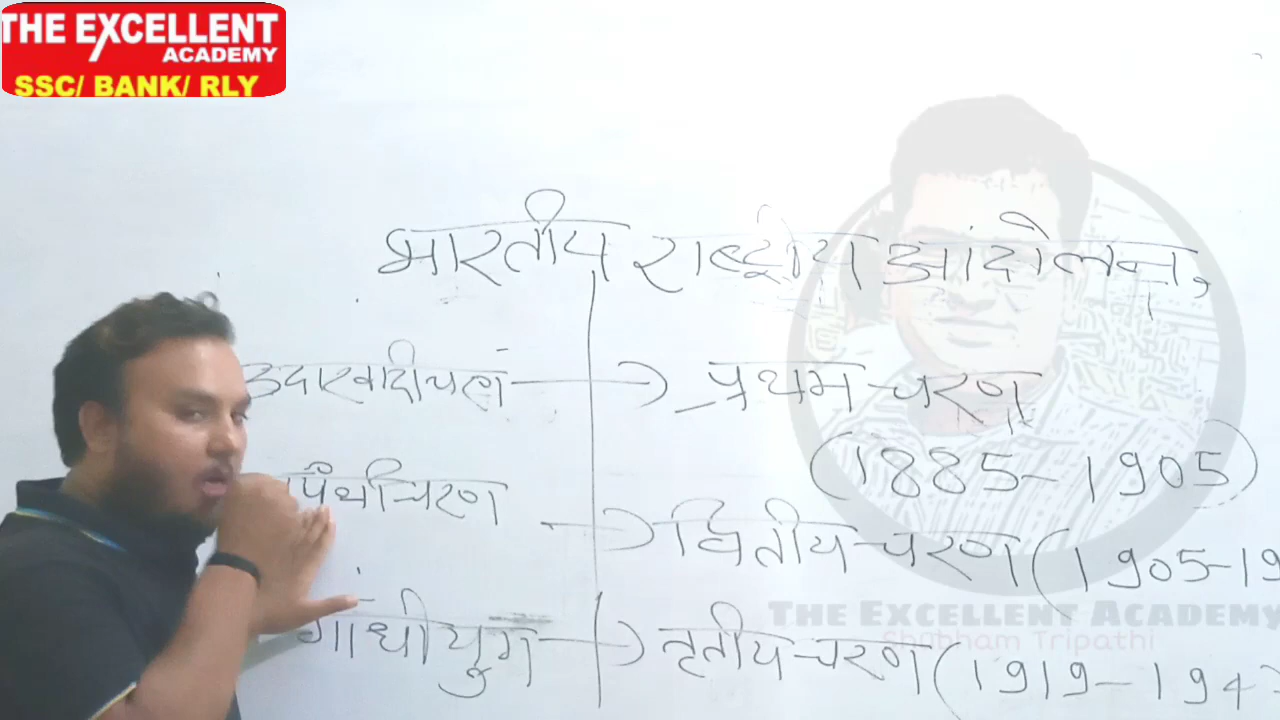 THE EXCELLENT
ACADEMY
SSC/ BANK/ RLY
भारतीय राष्ट्रीय आंदोलन,
उदारवादी चरण → प्रथम चरण
(1885-1905)
पंथी चरण → द्वितीय चरण (1905-19
गांधी युग → तृतीय चरण (1919-194
THE EXCELLENT ACADEMY
Shubham Tripathi